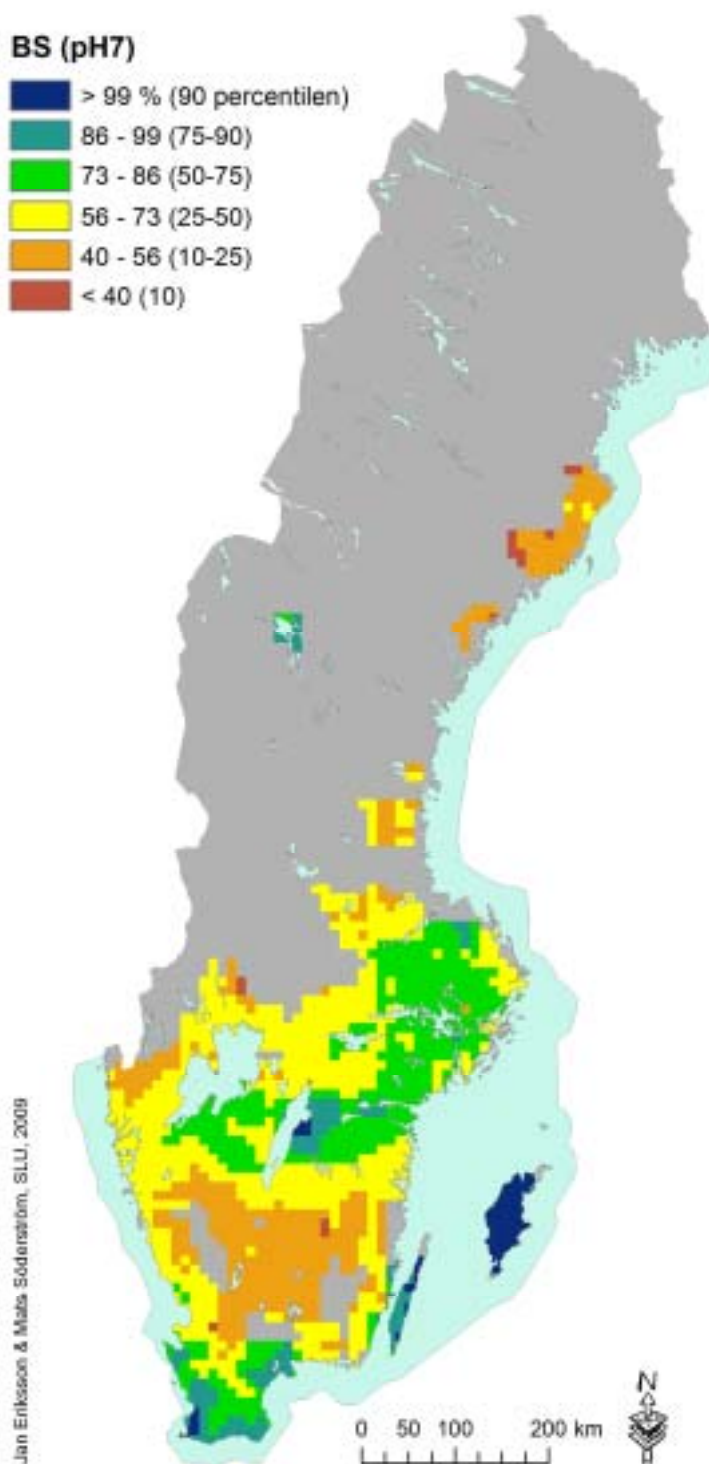 BS (pH7)
> 99 % (90 percentilen)
86 - 99 (75-90)
73 - 86 (50-75)
56 - 73 (25-50)
40 - 56 (10-25)
< 40 (10)
Jan Eriksson & Mats Söderström, SLU, 2009
N
0 50 100 200 km